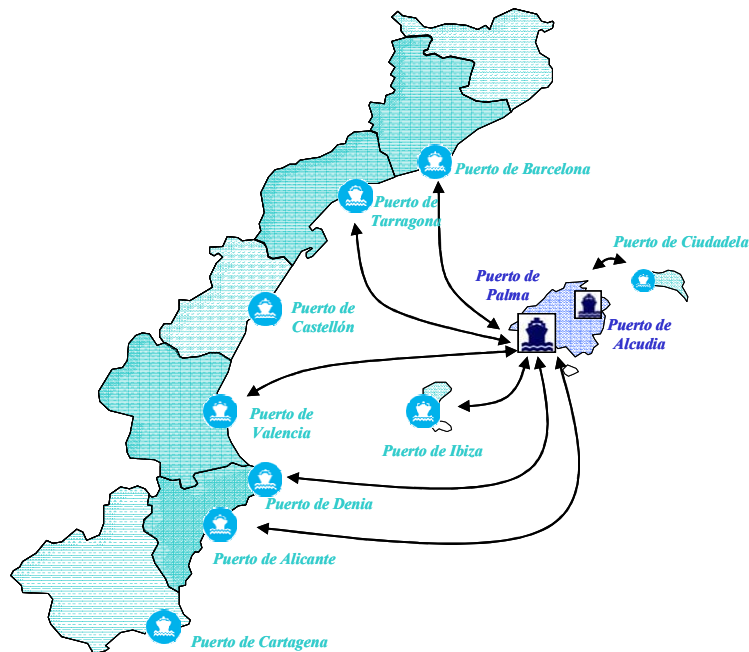 Puerto de Barcelona
Puerto de
Tarragona
Puerto de Ciudadela
Puerto de
Palma
Puerto de
Castellón
Puerto de
Alcudia
Puerto de
Valencia
Puerto de Ibiza
Puerto de Denia
Puerto de Alicante
Puerto de Cartagena